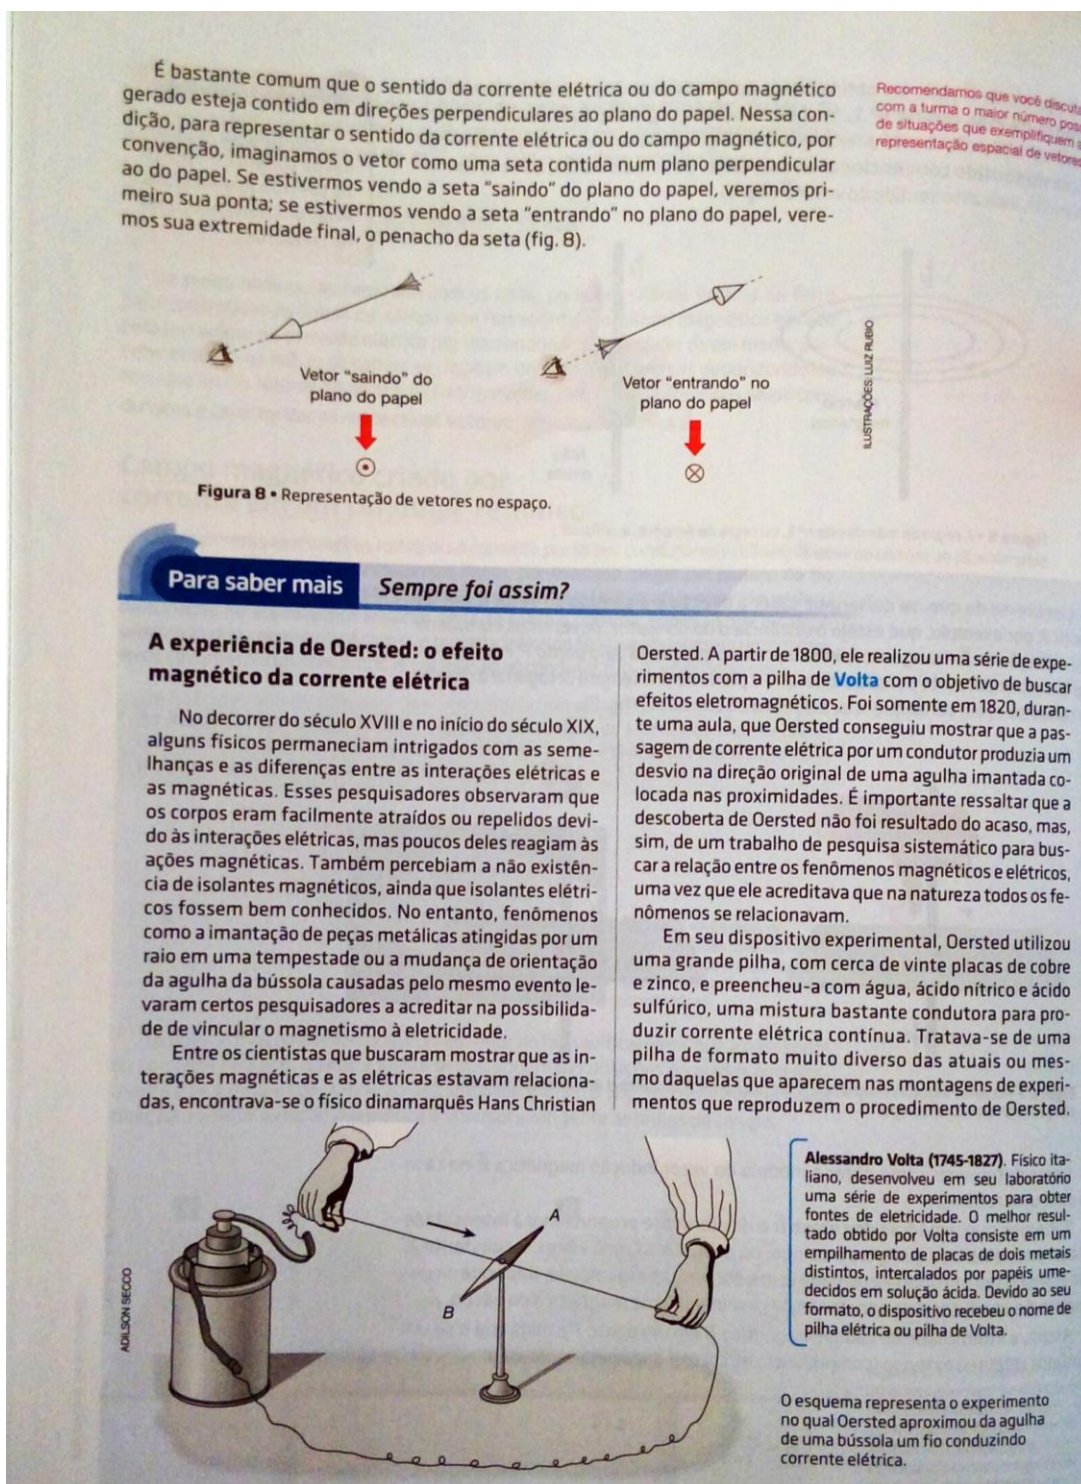 É bastante comum que o sentido da corrente elétrica ou do campo magnético
gerado esteja contido em direções perpendiculares ao plano do papel. Nessa con-
dição, para representar o sentido da corrente elétrica ou do campo magnético, por
convenção, imaginamos o vetor como uma seta contida num plano perpendicular
ao do papel. Se estivermos vendo a seta "saindo" do plano do papel, veremos pri-
meiro sua ponta; se estivermos vendo a seta "entrando" no plano do papel, vere-
mos sua extremidade final, o penacho da seta (fig. 8).
Recomendamos que você discuta
com a turma o maior número
de situações que exemplifiquem a
representação espacial de vetores
Vetor "saindo" do
plano do papel
Vetor "entrando" no
plano do papel
ILUSTRAÇÕES: LUIZ RUBIO
Figura 8 • Representação de vetores no espaço.
Para saber mais
Sempre foi assim?
A experiência de Oersted: o efeito
magnético da corrente elétrica
No decorrer do século XVIII e no início do século XIX,
alguns físicos permaneciam intrigados com as seme-
lhanças e as diferenças entre as interações elétricas e
as magnéticas. Esses pesquisadores observaram que
os corpos eram facilmente atraídos ou repelidos devi-
do às interações elétricas, mas poucos deles reagiam às
ações magnéticas. Também percebiam a não existên-
cia de isolantes magnéticos, ainda que isolantes elétri-
cos fossem bem conhecidos. No entanto, fenômenos
como a imantação de peças metálicas atingidas por um
raio em uma tempestade ou a mudança de orientação
da agulha da bússola causadas pelo mesmo evento le-
varam certos pesquisadores a acreditar na possibilida-
de de vincular o magnetismo à eletricidade.
Entre os cientistas que buscaram mostrar que as in-
terações magnéticas e as elétricas estavam relaciona-
das, encontrava-se o físico dinamarquês Hans Christian
Oersted. A partir de 1800, ele realizou uma série de expe-
rimentos com a pilha de Volta com o objetivo de buscar
efeitos eletromagnéticos. Foi somente em 1820, duran-
te uma aula, que Oersted conseguiu mostrar que a pas-
sagem de corrente elétrica por um condutor produzia um
desvio na direção original de uma agulha imantada co-
locada nas proximidades. É importante ressaltar que a
descoberta de Oersted não foi resultado do acaso, mas,
sim, de um trabalho de pesquisa sistemático para bus-
car a relação entre os fenômenos magnéticos e elétricos,
uma vez que ele acreditava que na natureza todos os fe-
nômenos se relacionavam.
Em seu dispositivo experimental, Oersted utilizou
uma grande pilha, com cerca de vinte placas de cobre
e zinco, e preencheu-a com água, ácido nítrico e ácido
sulfúrico, uma mistura bastante condutora para pro-
duzir corrente elétrica contínua. Tratava-se de uma
pilha de formato muito diverso das atuais ou mes-
mo daquelas que aparecem nas montagens de experi-
mentos que reproduzem o procedimento de Oersted.
A
B
ADILSON SECCO
Alessandro Volta (1745-1827). Físico ita-
liano, desenvolveu em seu laboratório
uma série de experimentos para obter
fontes de eletricidade. O melhor resul-
tado obtido por Volta consiste em um
empilhamento de placas de dois metais
distintos, intercalados por papéis ume-
decidos em solução ácida. Devido ao seu
formato, o dispositivo recebeu o nome de
pilha elétrica ou pilha de Volta.
O esquema representa o experimento
no qual Oersted aproximou da agulha
de uma bússola um fio conduzindo
corrente elétrica.